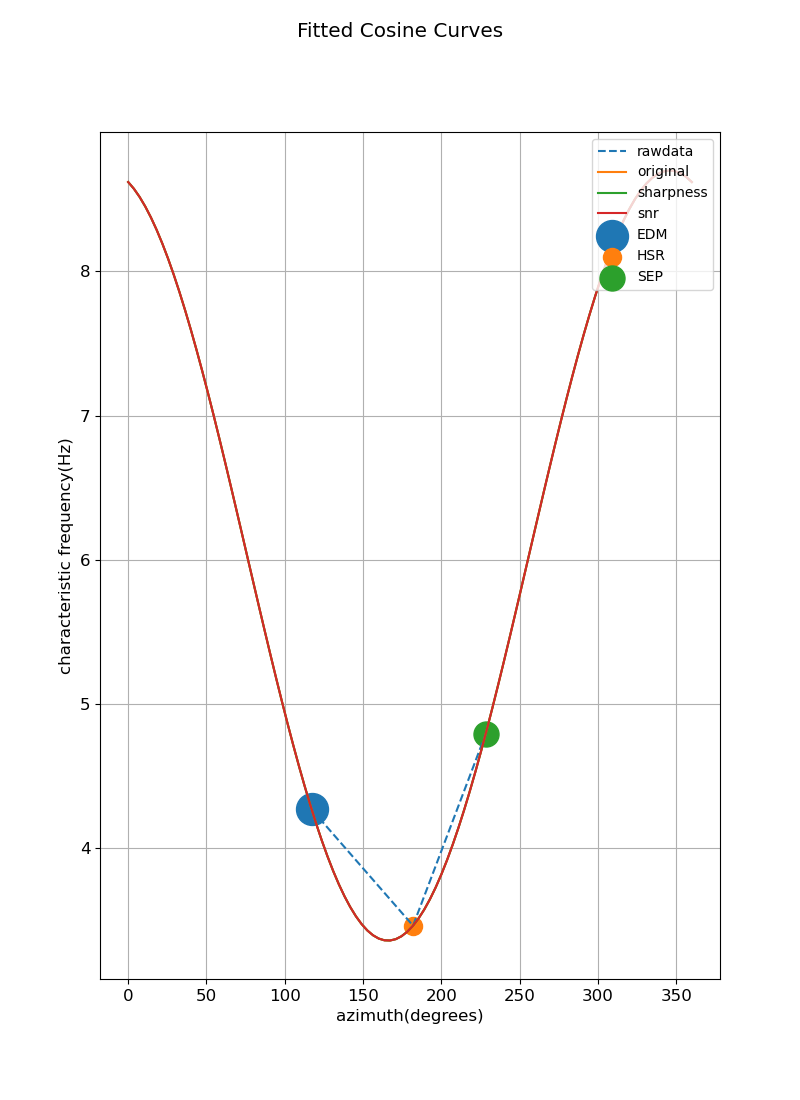 Fitted Cosine Curves
rawdata
original
sharpness
snr
EDM
HSR
SEP
8
7
6
5
4
characteristic frequency(Hz)
0 50 100 150 200 250 300 350
azimuth(degrees)